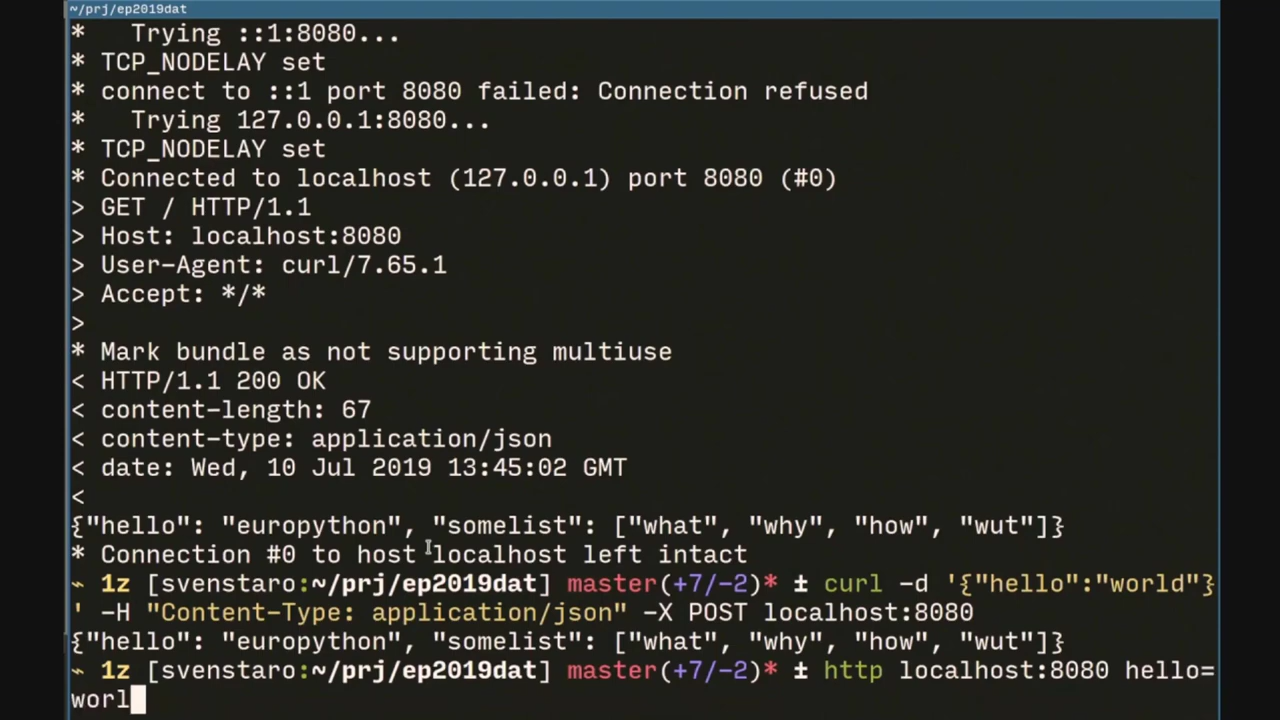 ~/prj/ep2019dat
*   Trying ::1:8080...
* TCP_NODELAY set
* connect to ::1 port 8080 failed: Connection refused
*   Trying 127.0.0.1:8080...
* TCP_NODELAY set
* Connected to localhost (127.0.0.1) port 8080 (#0)
> GET / HTTP/1.1
> Host: localhost:8080
> User-Agent: curl/7.65.1
> Accept: */*
>
* Mark bundle as not supporting multiuse
< HTTP/1.1 200 OK
< content-length: 67
< content-type: application/json
< date: Wed, 10 Jul 2019 13:45:02 GMT
<
{"hello": "europython", "somelist": ["what", "why", "how", "wut"]}
* Connection #0 to host localhost left intact
~ 1z [svenstaro:~/prj/ep2019dat] master(+7/-2)* ± curl -d '{"hello":"world"}
' -H "Content-Type: application/json" -X POST localhost:8080
{"hello": "europython", "somelist": ["what", "why", "how", "wut"]}
~ 1z [svenstaro:~/prj/ep2019dat] master(+7/-2)* ± http localhost:8080 hello=
worl